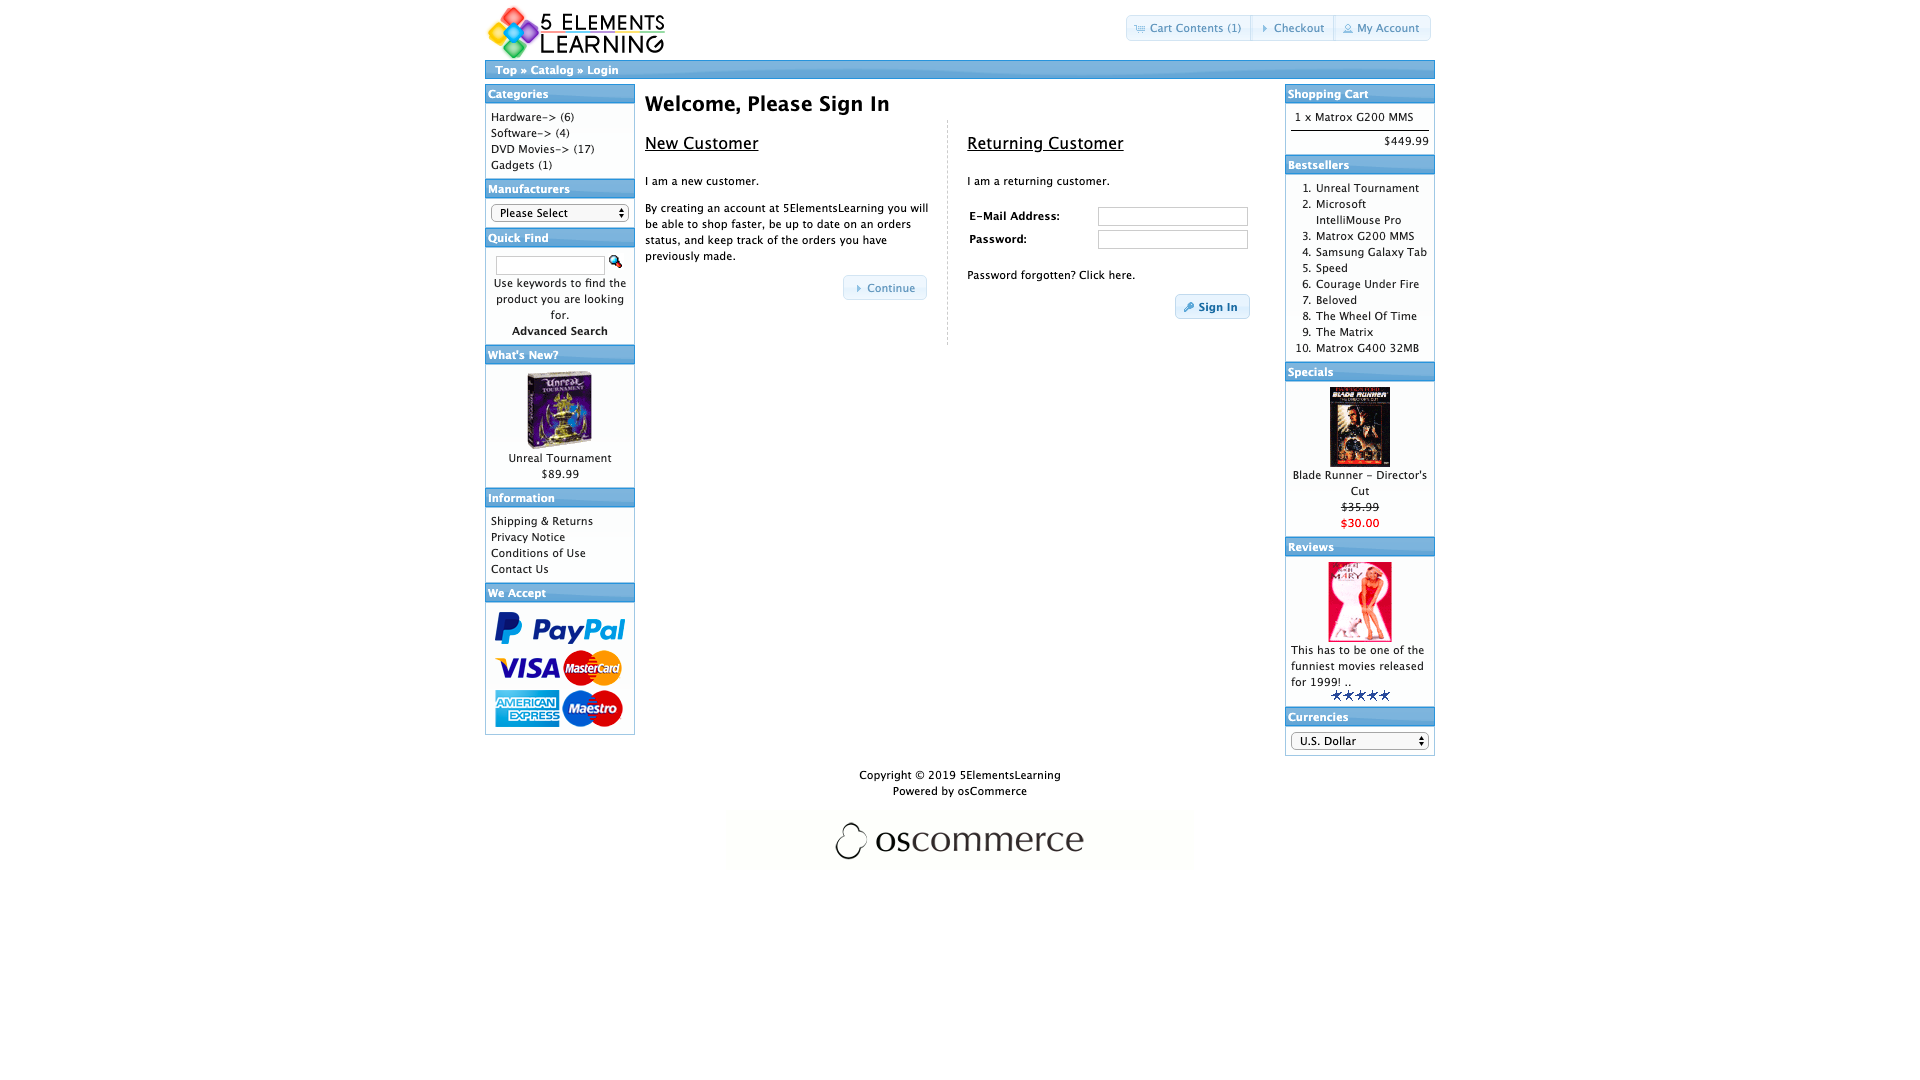 5 ELEMENTS
LEARNING
Cart Contents (1)
Checkout
My Account
Top » Catalog » Login
Categories
Hardware-> (6)
Software-> (4)
DVD Movies-> (17)
Gadgets (1)
Manufacturers
Please Select
Quick Find
Use keywords to find the
product you are looking
for.
Advanced Search
What's New?
Unreal
TOURNAMENT
Unreal Tournament
$89.99
Information
Shipping & Returns
Privacy Notice
Conditions of Use
Contact Us
We Accept
PayPal
VISA MasterCard
AMERICAN
EXPRESS
Maestro
Welcome, Please Sign In
New Customer
I am a new customer.
By creating an account at 5ElementsLearning you will
be able to shop faster, be up to date on an orders
status, and keep track of the orders you have
previously made.
Continue
Returning Customer
I am a returning customer.
E-Mail Address:
Password:
Password forgotten? Click here.
Sign In
Shopping Cart
1 x Matrox G200 MMS
$449.99
Bestsellers
1. Unreal Tournament
2. Microsoft
IntelliMouse Pro
3. Matrox G200 MMS
4. Samsung Galaxy Tab
5. Speed
6. Courage Under Fire
7. Beloved
8. The Wheel Of Time
9. The Matrix
10. Matrox G400 32MB
Specials
BLADE RUNNER
Blade Runner - Director's
Cut
$35.99
$30.00
Reviews
MARY
This has to be one of the
funniest movies released
for 1999! ..
Currencies
U.S. Dollar
Copyright © 2019 5ElementsLearning
Powered by osCommerce
oscommerce